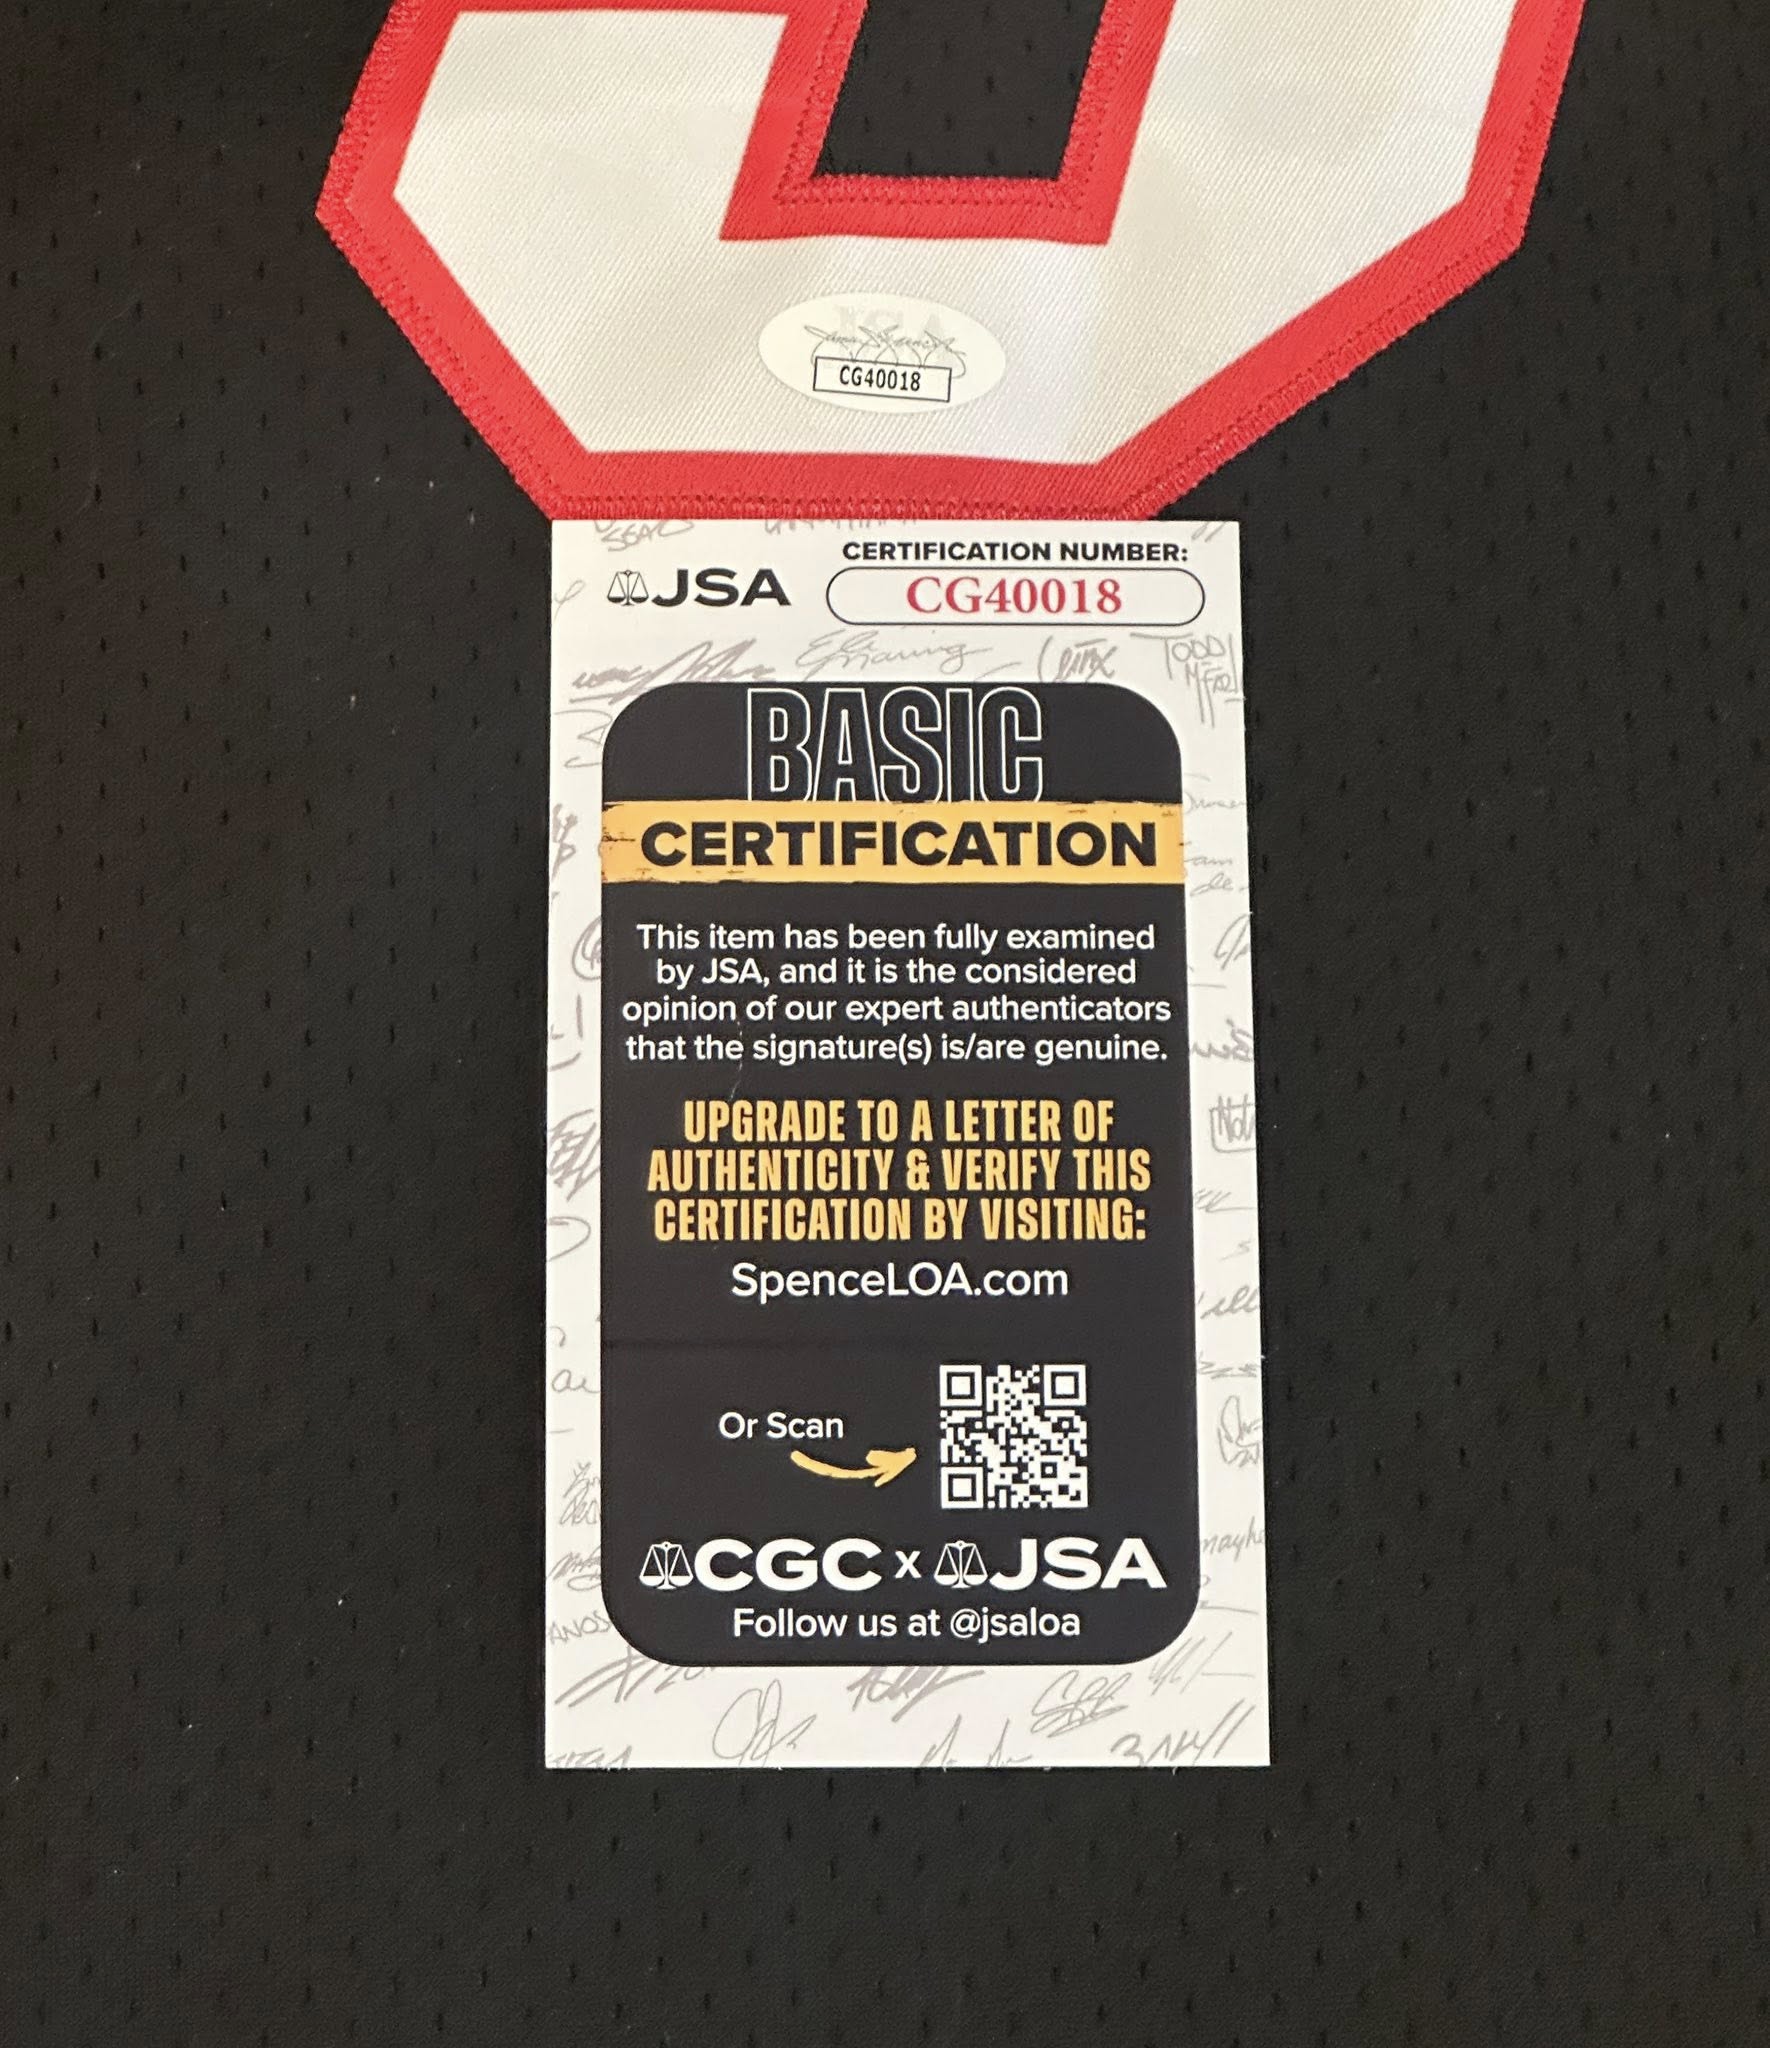 CG40018
JSA
CERTIFICATION NUMBER:
CG40018
BASIC
CERTIFICATION
This item has been fully examined
by JSA, and it is the considered
opinion of our expert authenticators
that the signature(s) is/are genuine.
UPGRADE TO A LETTER OF
AUTHENTICITY & VERIFY THIS
CERTIFICATION BY VISITING:
SpenceLOA.com
Or Scan
CGC x JSA
Follow us at @jsaloa